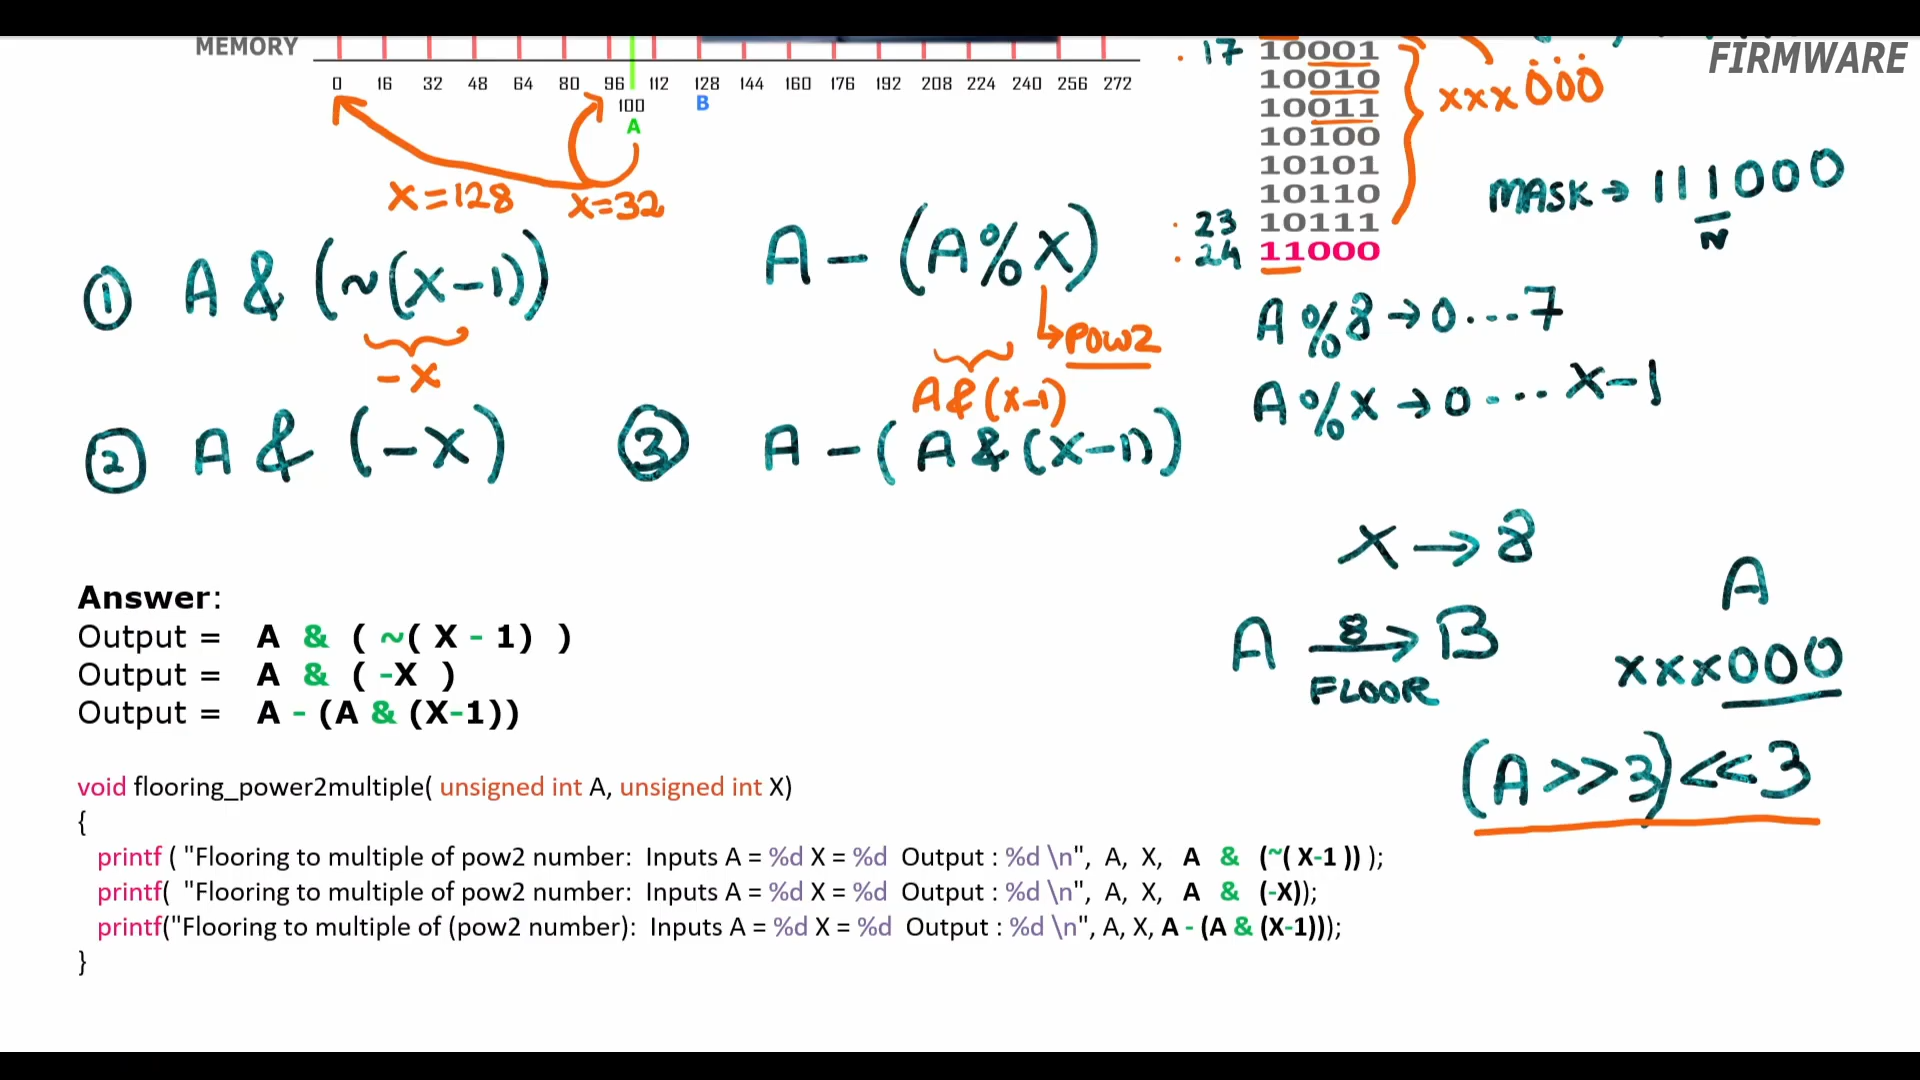 MEMORY
0 16 32 48 64 80 96 112 128 144 160 176 192 208 224 240 256 272
100 B
A
X=128 X=32
① A & (~(X-1))
-X
② A & (-X)
A - (A%X)
POW2
A&(X-1)
③ A - (A & (X-1))
FIRMWARE
. 17 10001
10010
10011
10100
10101
10110
. 23 10111
. 24 11000
xxx000
MASK → 111000
~
A%8 → 0...7
A%X → 0...X-1
X → 8
A 8→ B
FLOOR
A
xxx000
(A>>3)<<3
Answer:
Output = A & ( ~( X - 1) )
Output = A & ( -X )
Output = A - (A & (X-1))
void flooring_power2multiple( unsigned int A, unsigned int X)
{
printf ( "Flooring to multiple of pow2 number: Inputs A = %d X = %d Output : %d \n", A, X, A & (~( X-1 )) );
printf( "Flooring to multiple of pow2 number: Inputs A = %d X = %d Output : %d \n", A, X, A & (-X));
printf("Flooring to multiple of (pow2 number): Inputs A = %d X = %d Output : %d \n", A, X, A - (A & (X-1)));
}